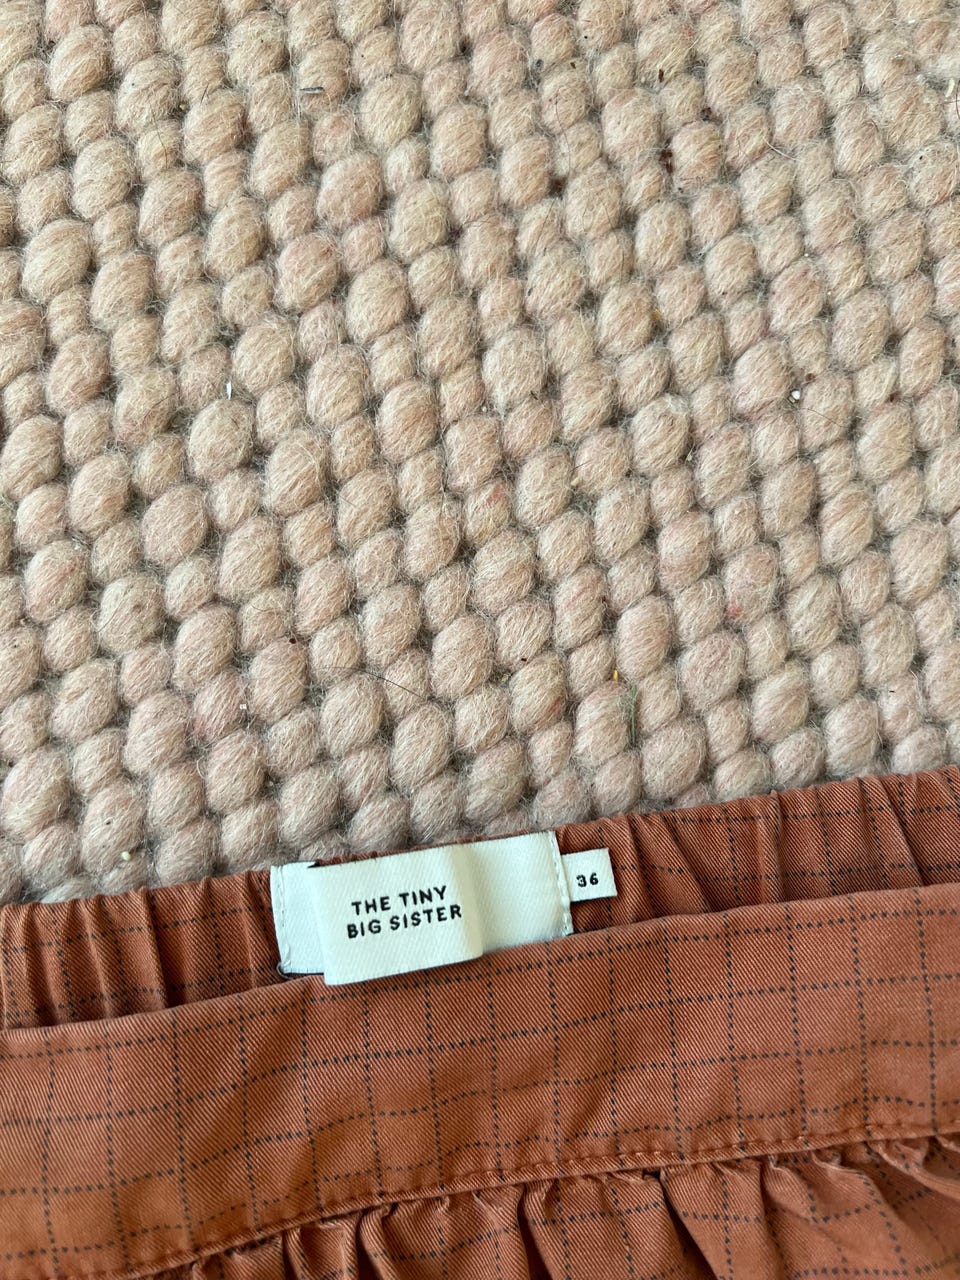 THE TINY
BIG SISTER
36